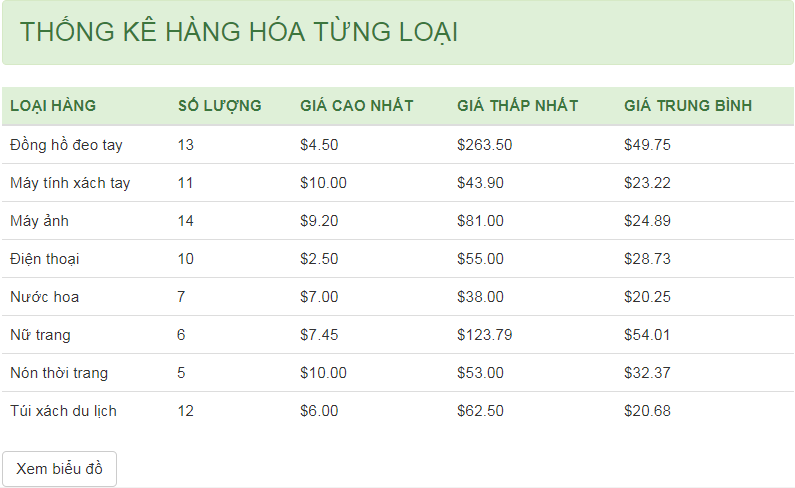 THỐNG KÊ HÀNG HÓA TỪNG LOẠI
LOẠI HÀNG SỐ LƯỢNG GIÁ CAO NHẤT GIÁ THẤP NHẤT GIÁ TRUNG BÌNH
Đồng hồ đeo tay 13 $4.50 $263.50 $49.75
Máy tính xách tay 11 $10.00 $43.90 $23.22
Máy ảnh 14 $9.20 $81.00 $24.89
Điện thoại 10 $2.50 $55.00 $28.73
Nước hoa 7 $7.00 $38.00 $20.25
Nữ trang 6 $7.45 $123.79 $54.01
Nón thời trang 5 $10.00 $53.00 $32.37
Túi xách du lịch 12 $6.00 $62.50 $20.68
Xem biểu đồ